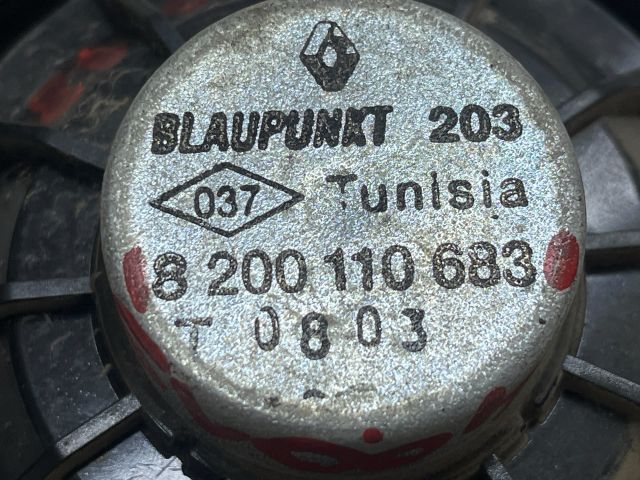 BLAUPUNKT 203
037 Tunisia
8 200 110 683
T 0803